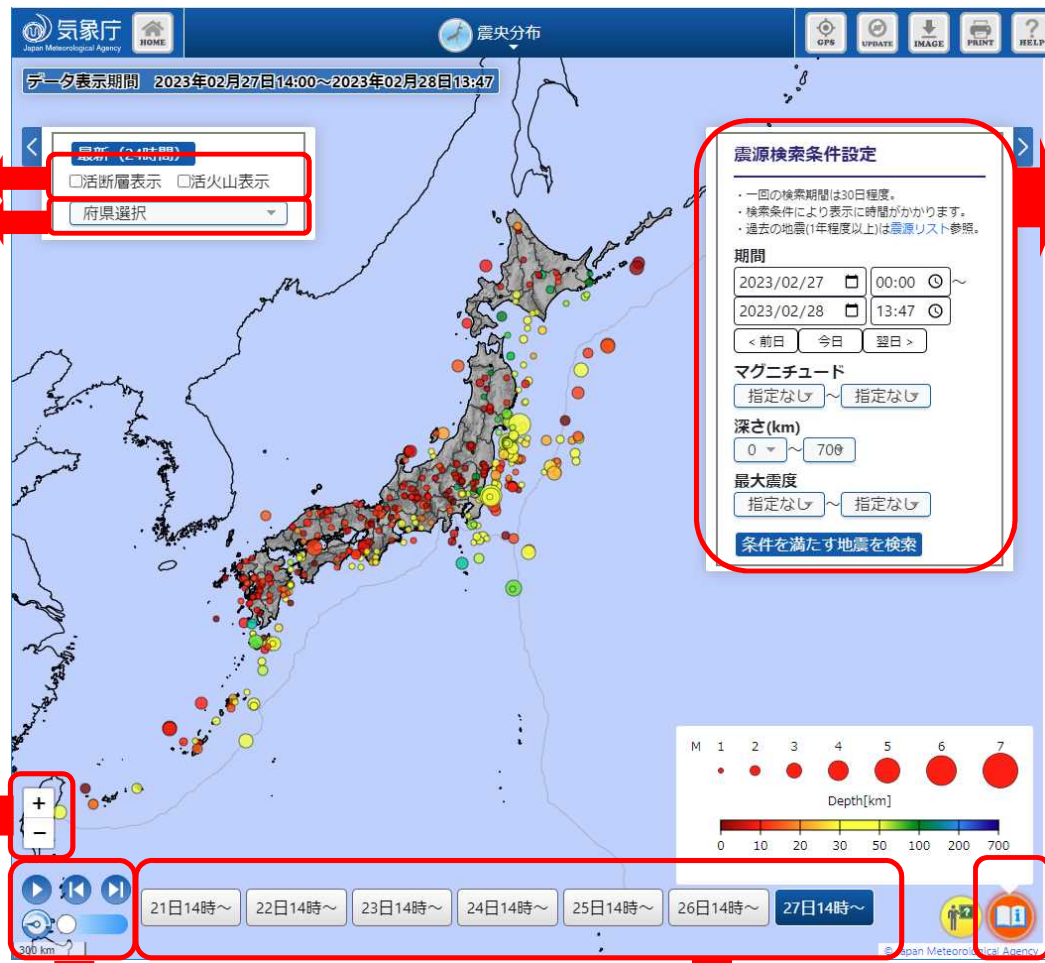 気象庁
Japan Meteorological Agency
HOME
震央分布
GPS
UPDATE
IMAGE
PRINT
HELP
データ表示期間 2023年02月27日14:00～2023年02月28日13:47
最新（24時間）
□活断層表示 □活火山表示
府県選択
震源検索条件設定
・一回の検索期間は30日程度。
・検索条件により表示に時間がかかります。
・過去の地震(1年程度以上)は震源リスト参照。
期間
2023/02/27 00:00 ～
2023/02/28 13:47
<前日 今日 翌日>
マグニチュード
指定なし ～ 指定なし
深さ(km)
0 ～ 700
最大震度
指定なし ～ 指定なし
条件を満たす地震を検索
M 1 2 3 4 5 6 7
Depth[km]
0 10 20 30 50 100 200 700
+
−
21日14時～ 22日14時～ 23日14時～ 24日14時～ 25日14時～ 26日14時～ 27日14時～
300 km
?
© Japan Meteorological Agency